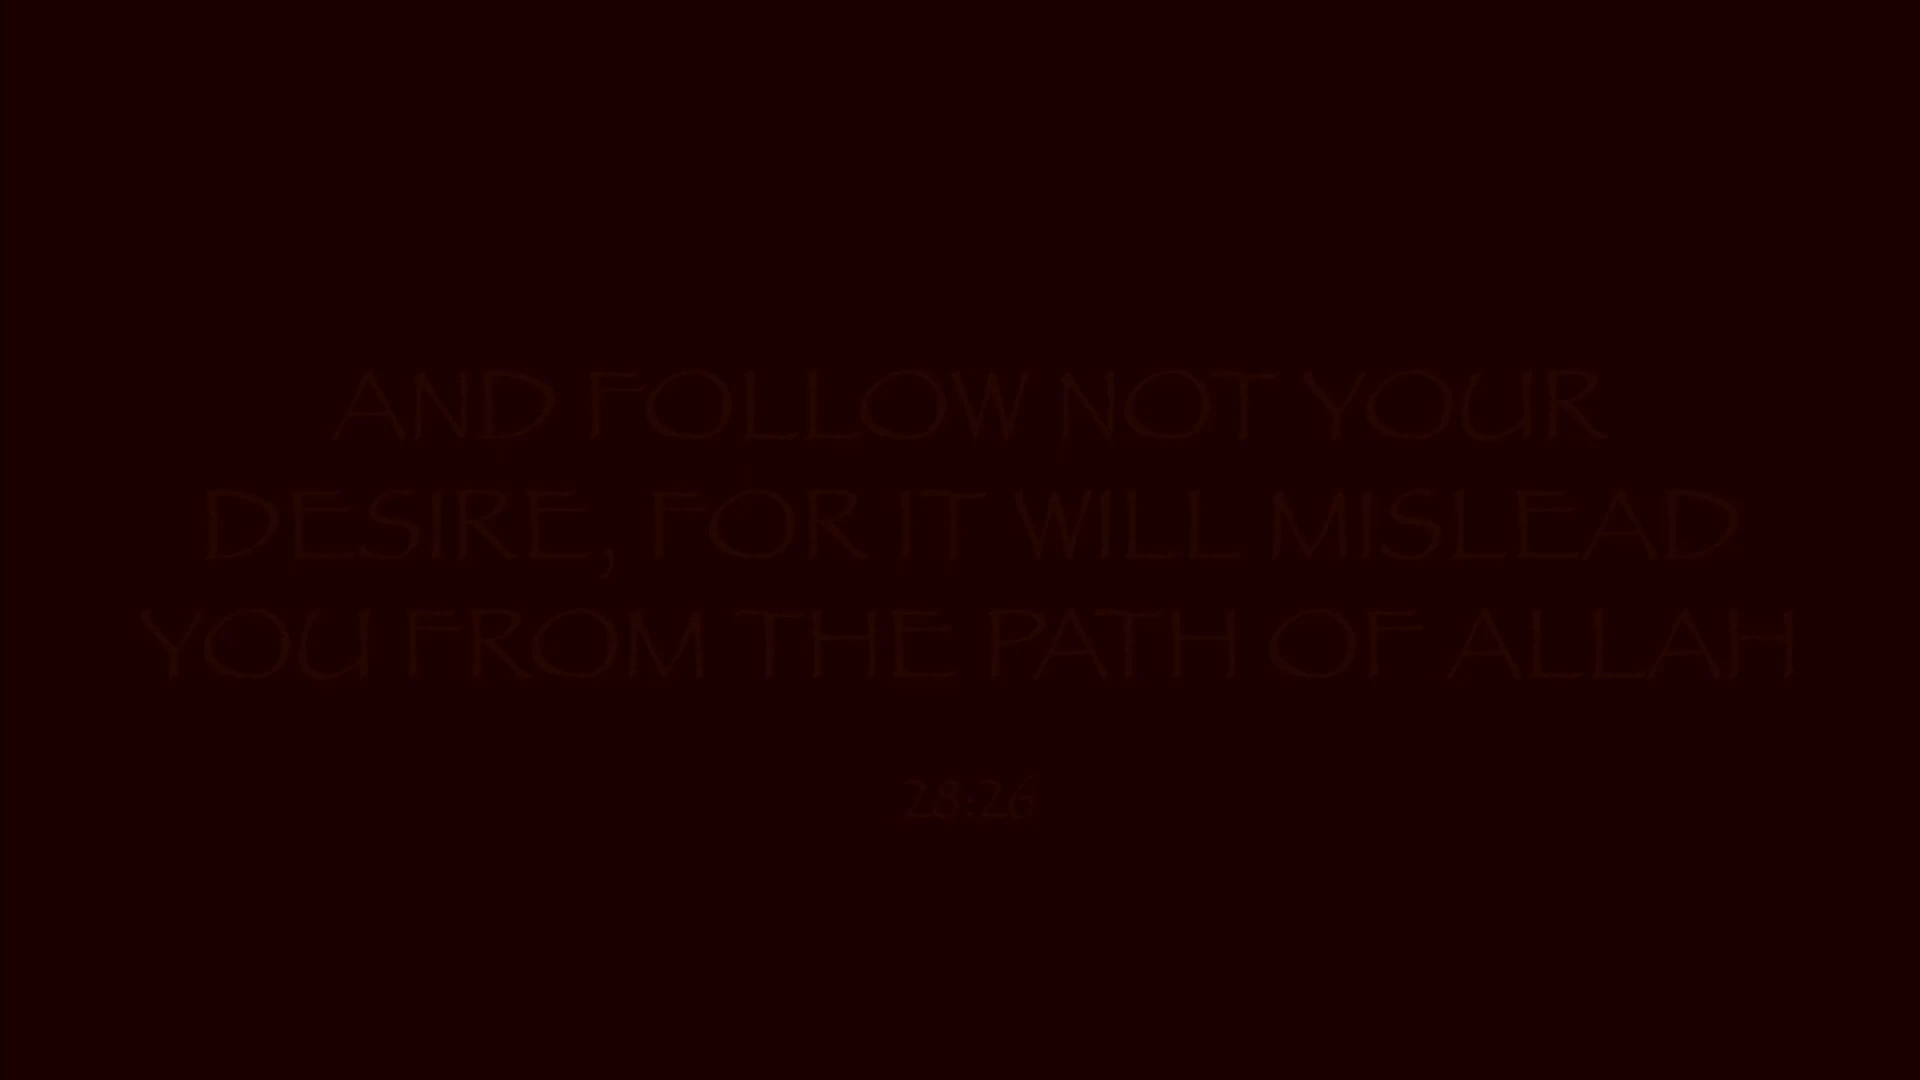 AND FOLLOW NOT YOUR
DESIRE, FOR IT WILL MISLEAD
YOU FROM THE PATH OF ALLAH
28:26